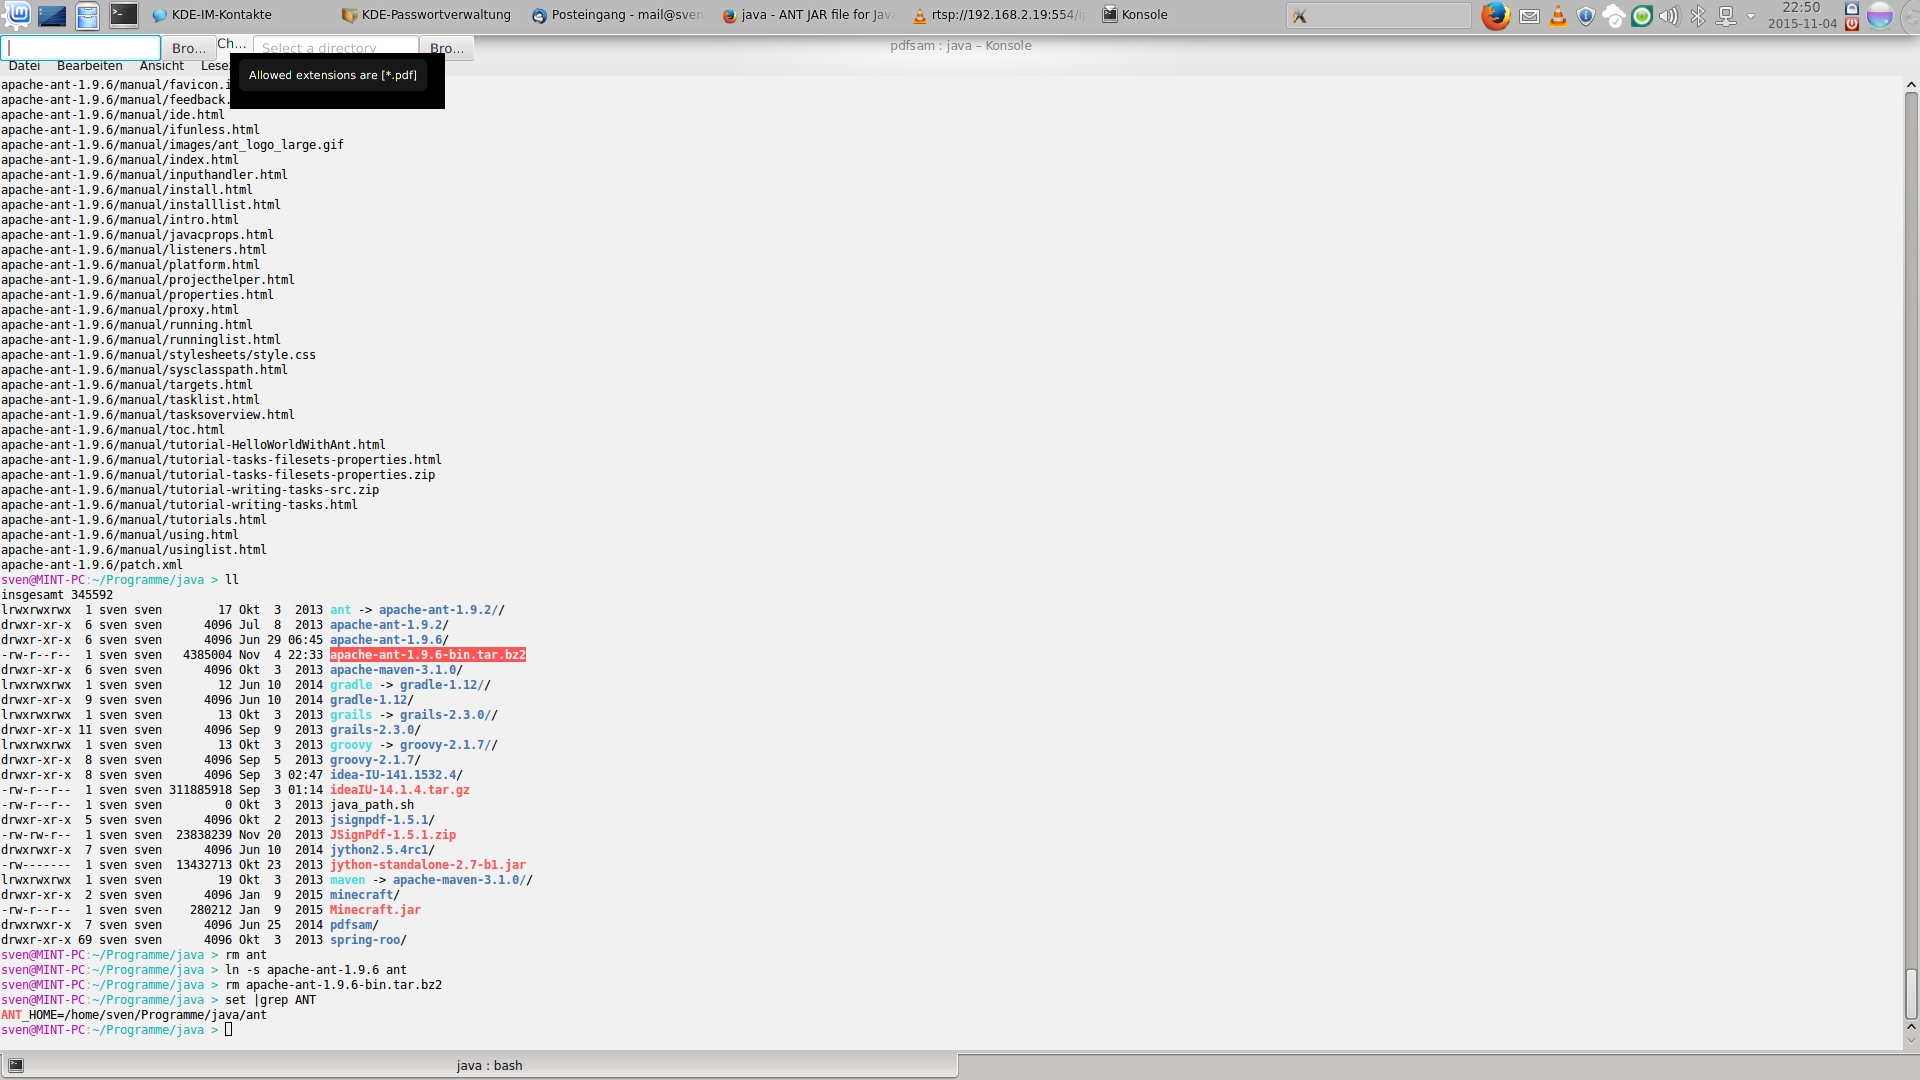 KDE-IM-Kontakte
KDE-Passwortverwaltung
Posteingang - mail@sven
java - ANT JAR file for Java
rtsp://192.168.2.19:554/ip
Konsole
22:50
2015-11-04
Bro...
Ch...
Select a directory
Bro...
pdfsam : java – Konsole
Datei Bearbeiten Ansicht Lese
Allowed extensions are [*.pdf]
apache-ant-1.9.6/manual/favicon.i
apache-ant-1.9.6/manual/feedback.
apache-ant-1.9.6/manual/ide.html
apache-ant-1.9.6/manual/ifunless.html
apache-ant-1.9.6/manual/images/ant_logo_large.gif
apache-ant-1.9.6/manual/index.html
apache-ant-1.9.6/manual/inputhandler.html
apache-ant-1.9.6/manual/install.html
apache-ant-1.9.6/manual/installlist.html
apache-ant-1.9.6/manual/intro.html
apache-ant-1.9.6/manual/javacprops.html
apache-ant-1.9.6/manual/listeners.html
apache-ant-1.9.6/manual/platform.html
apache-ant-1.9.6/manual/projecthelper.html
apache-ant-1.9.6/manual/properties.html
apache-ant-1.9.6/manual/proxy.html
apache-ant-1.9.6/manual/running.html
apache-ant-1.9.6/manual/runninglist.html
apache-ant-1.9.6/manual/stylesheets/style.css
apache-ant-1.9.6/manual/sysclasspath.html
apache-ant-1.9.6/manual/targets.html
apache-ant-1.9.6/manual/tasklist.html
apache-ant-1.9.6/manual/tasksoverview.html
apache-ant-1.9.6/manual/toc.html
apache-ant-1.9.6/manual/tutorial-HelloWorldWithAnt.html
apache-ant-1.9.6/manual/tutorial-tasks-filesets-properties.html
apache-ant-1.9.6/manual/tutorial-tasks-filesets-properties.zip
apache-ant-1.9.6/manual/tutorial-writing-tasks-src.zip
apache-ant-1.9.6/manual/tutorial-writing-tasks.html
apache-ant-1.9.6/manual/tutorials.html
apache-ant-1.9.6/manual/using.html
apache-ant-1.9.6/manual/usinglist.html
apache-ant-1.9.6/patch.xml
sven@MINT-PC:~/Programme/java > ll
insgesamt 345592
lrwxrwxrwx  1 sven sven        17 Okt  3  2013 ant -> apache-ant-1.9.2//
drwxr-xr-x  6 sven sven      4096 Jul  8  2013 apache-ant-1.9.2/
drwxr-xr-x  6 sven sven      4096 Jun 29 06:45 apache-ant-1.9.6/
-rw-r--r--  1 sven sven   4385004 Nov  4 22:33 apache-ant-1.9.6-bin.tar.bz2
drwxr-xr-x  6 sven sven      4096 Okt  3  2013 apache-maven-3.1.0/
lrwxrwxrwx  1 sven sven        12 Jun 10  2014 gradle -> gradle-1.12//
drwxr-xr-x  9 sven sven      4096 Jun 10  2014 gradle-1.12/
lrwxrwxrwx  1 sven sven        13 Okt  3  2013 grails -> grails-2.3.0//
drwxr-xr-x 11 sven sven      4096 Sep  9  2013 grails-2.3.0/
lrwxrwxrwx  1 sven sven        13 Okt  3  2013 groovy -> groovy-2.1.7//
drwxr-xr-x  8 sven sven      4096 Sep  5  2013 groovy-2.1.7/
drwxr-xr-x  8 sven sven      4096 Sep  3 02:47 idea-IU-141.1532.4/
-rw-r--r--  1 sven sven 311885918 Sep  3 01:14 ideaIU-14.1.4.tar.gz
-rw-r--r--  1 sven sven         0 Okt  3  2013 java_path.sh
drwxr-xr-x  5 sven sven      4096 Okt  2  2013 jsignpdf-1.5.1/
-rw-rw-r--  1 sven sven  23838239 Nov 20  2013 JSignPdf-1.5.1.zip
drwxrwxr-x  7 sven sven      4096 Jun 10  2014 jython2.5.4rc1/
-rw-------  1 sven sven  13432713 Okt 23  2013 jython-standalone-2.7-b1.jar
lrwxrwxrwx  1 sven sven        19 Okt  3  2013 maven -> apache-maven-3.1.0//
drwxr-xr-x  2 sven sven      4096 Jan  9  2015 minecraft/
-rw-r--r--  1 sven sven    280212 Jan  9  2015 Minecraft.jar
drwxrwxr-x  7 sven sven      4096 Jun 25  2014 pdfsam/
drwxr-xr-x 69 sven sven      4096 Okt  3  2013 spring-roo/
sven@MINT-PC:~/Programme/java > rm ant
sven@MINT-PC:~/Programme/java > ln -s apache-ant-1.9.6 ant
sven@MINT-PC:~/Programme/java > rm apache-ant-1.9.6-bin.tar.bz2
sven@MINT-PC:~/Programme/java > set |grep ANT
ANT_HOME=/home/sven/Programme/java/ant
sven@MINT-PC:~/Programme/java >
java : bash